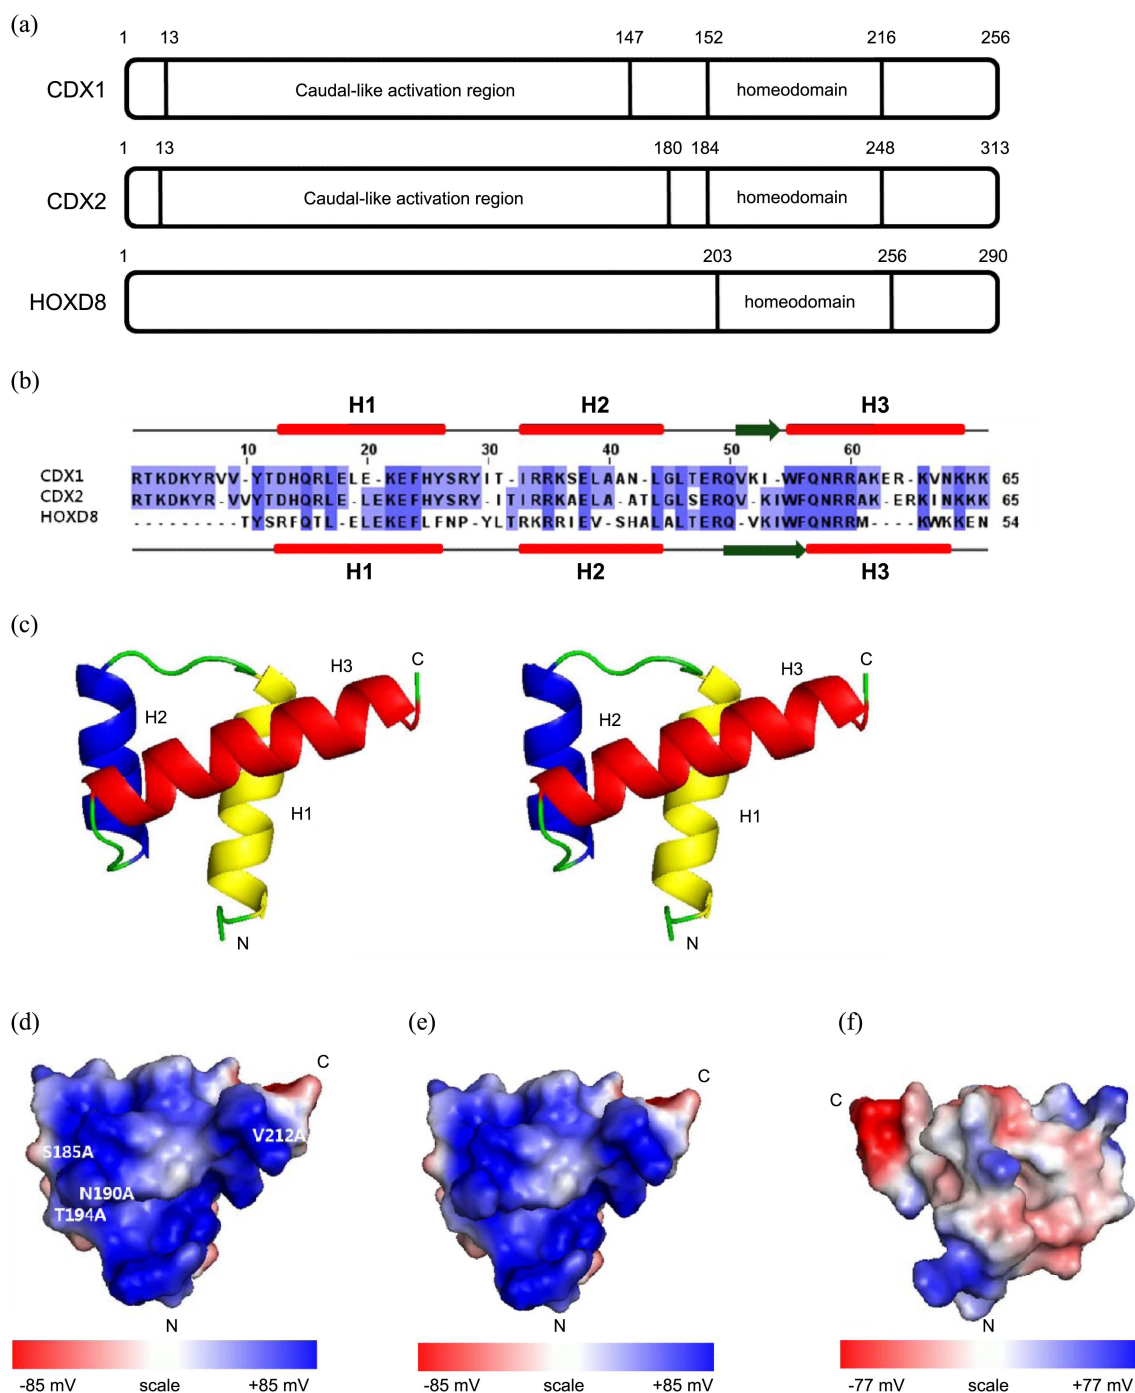 (a)
1 13 147 152 216 256
CDX1 Caudal-like activation region homeodomain
1 13 180 184 248 313
CDX2 Caudal-like activation region homeodomain
1 203 256 290
HOXD8 homeodomain
(b)
H1 H2 H3
10 20 30 40 50 60
CDX1 RTKDKYRVV-YTDHQRLELE-KEFHYSRYIT-IRRKSELAAN-LGLTERQVKI-WFQNRRAKER-KVNKKK 65
CDX2 RTKDKYR-VVYTDHQRLE-LEKEFHYSRY-ITIRRKAELA-ATLGLSERQV-KIWFQNRRAK-ERKINKKK 65
HOXD8 ---------TYSRFQTL-ELEKEFLFNP-YLTRKRRIEV-SHALALTERQ-VKIWFQNRRM----KWKKEN 54
H1 H2 H3
(c)
H3 C H3 C
H2 H2
H1 H1
N N
(d) (e) (f)
C C C
V212A
S185A
N190A
T194A
N N N
-85 mV scale +85 mV -85 mV scale +85 mV -77 mV scale +77 mV